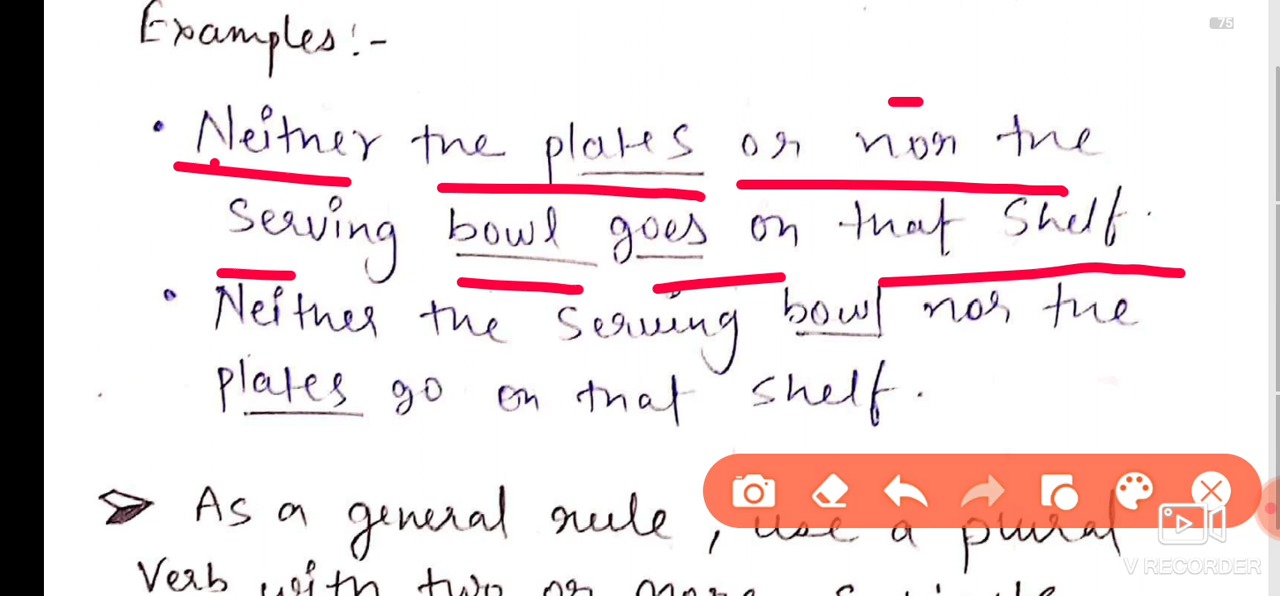 75
Examples:-
• Neither the plates or nor the
serving bowl goes on that shelf.
• Neither the serving bowl nor the
plates go on that shelf.
➤ As a general rule, use a plural
V RECORDER
Verb with two or more